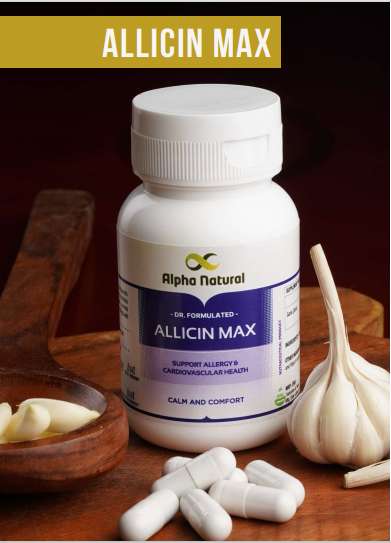 ALLICIN MAX
Alpha Natural
- DR. FORMULATED -
ALLICIN MAX
SUPPORT ALLERGY &
CARDIOVASCULAR HEALTH
CALM AND COMFORT